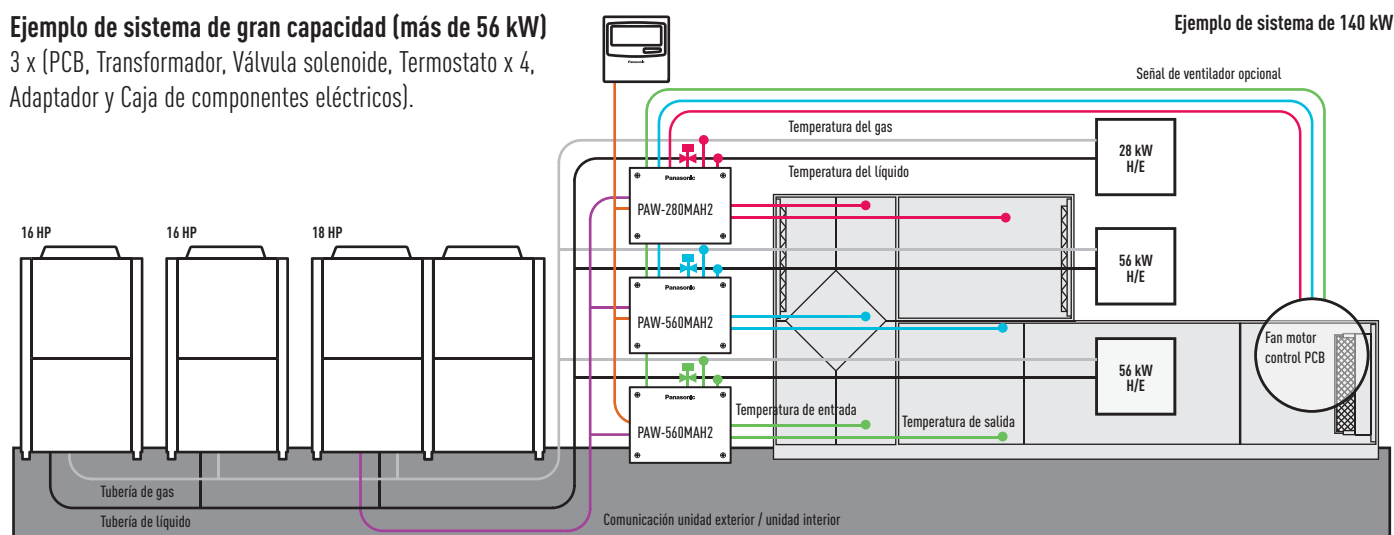 Ejemplo de sistema de gran capacidad (más de 56 kW)
3 x (PCB, Transformador, Válvula solenoide, Termostato x 4,
Adaptador y Caja de componentes eléctricos).
Panasonic
Ejemplo de sistema de 140 kW
Señal de ventilador opcional
Temperatura del gas
28 kW
H/E
Temperatura del líquido
Panasonic
PAW-280MAH2
16 HP
16 HP
18 HP
56 kW
H/E
Panasonic
PAW-560MAH2
Fan motor
control PCB
56 kW
H/E
Panasonic
PAW-560MAH2
Temperatura de entrada
Temperatura de salida
Tubería de gas
Tubería de líquido
Comunicación unidad exterior / unidad interior